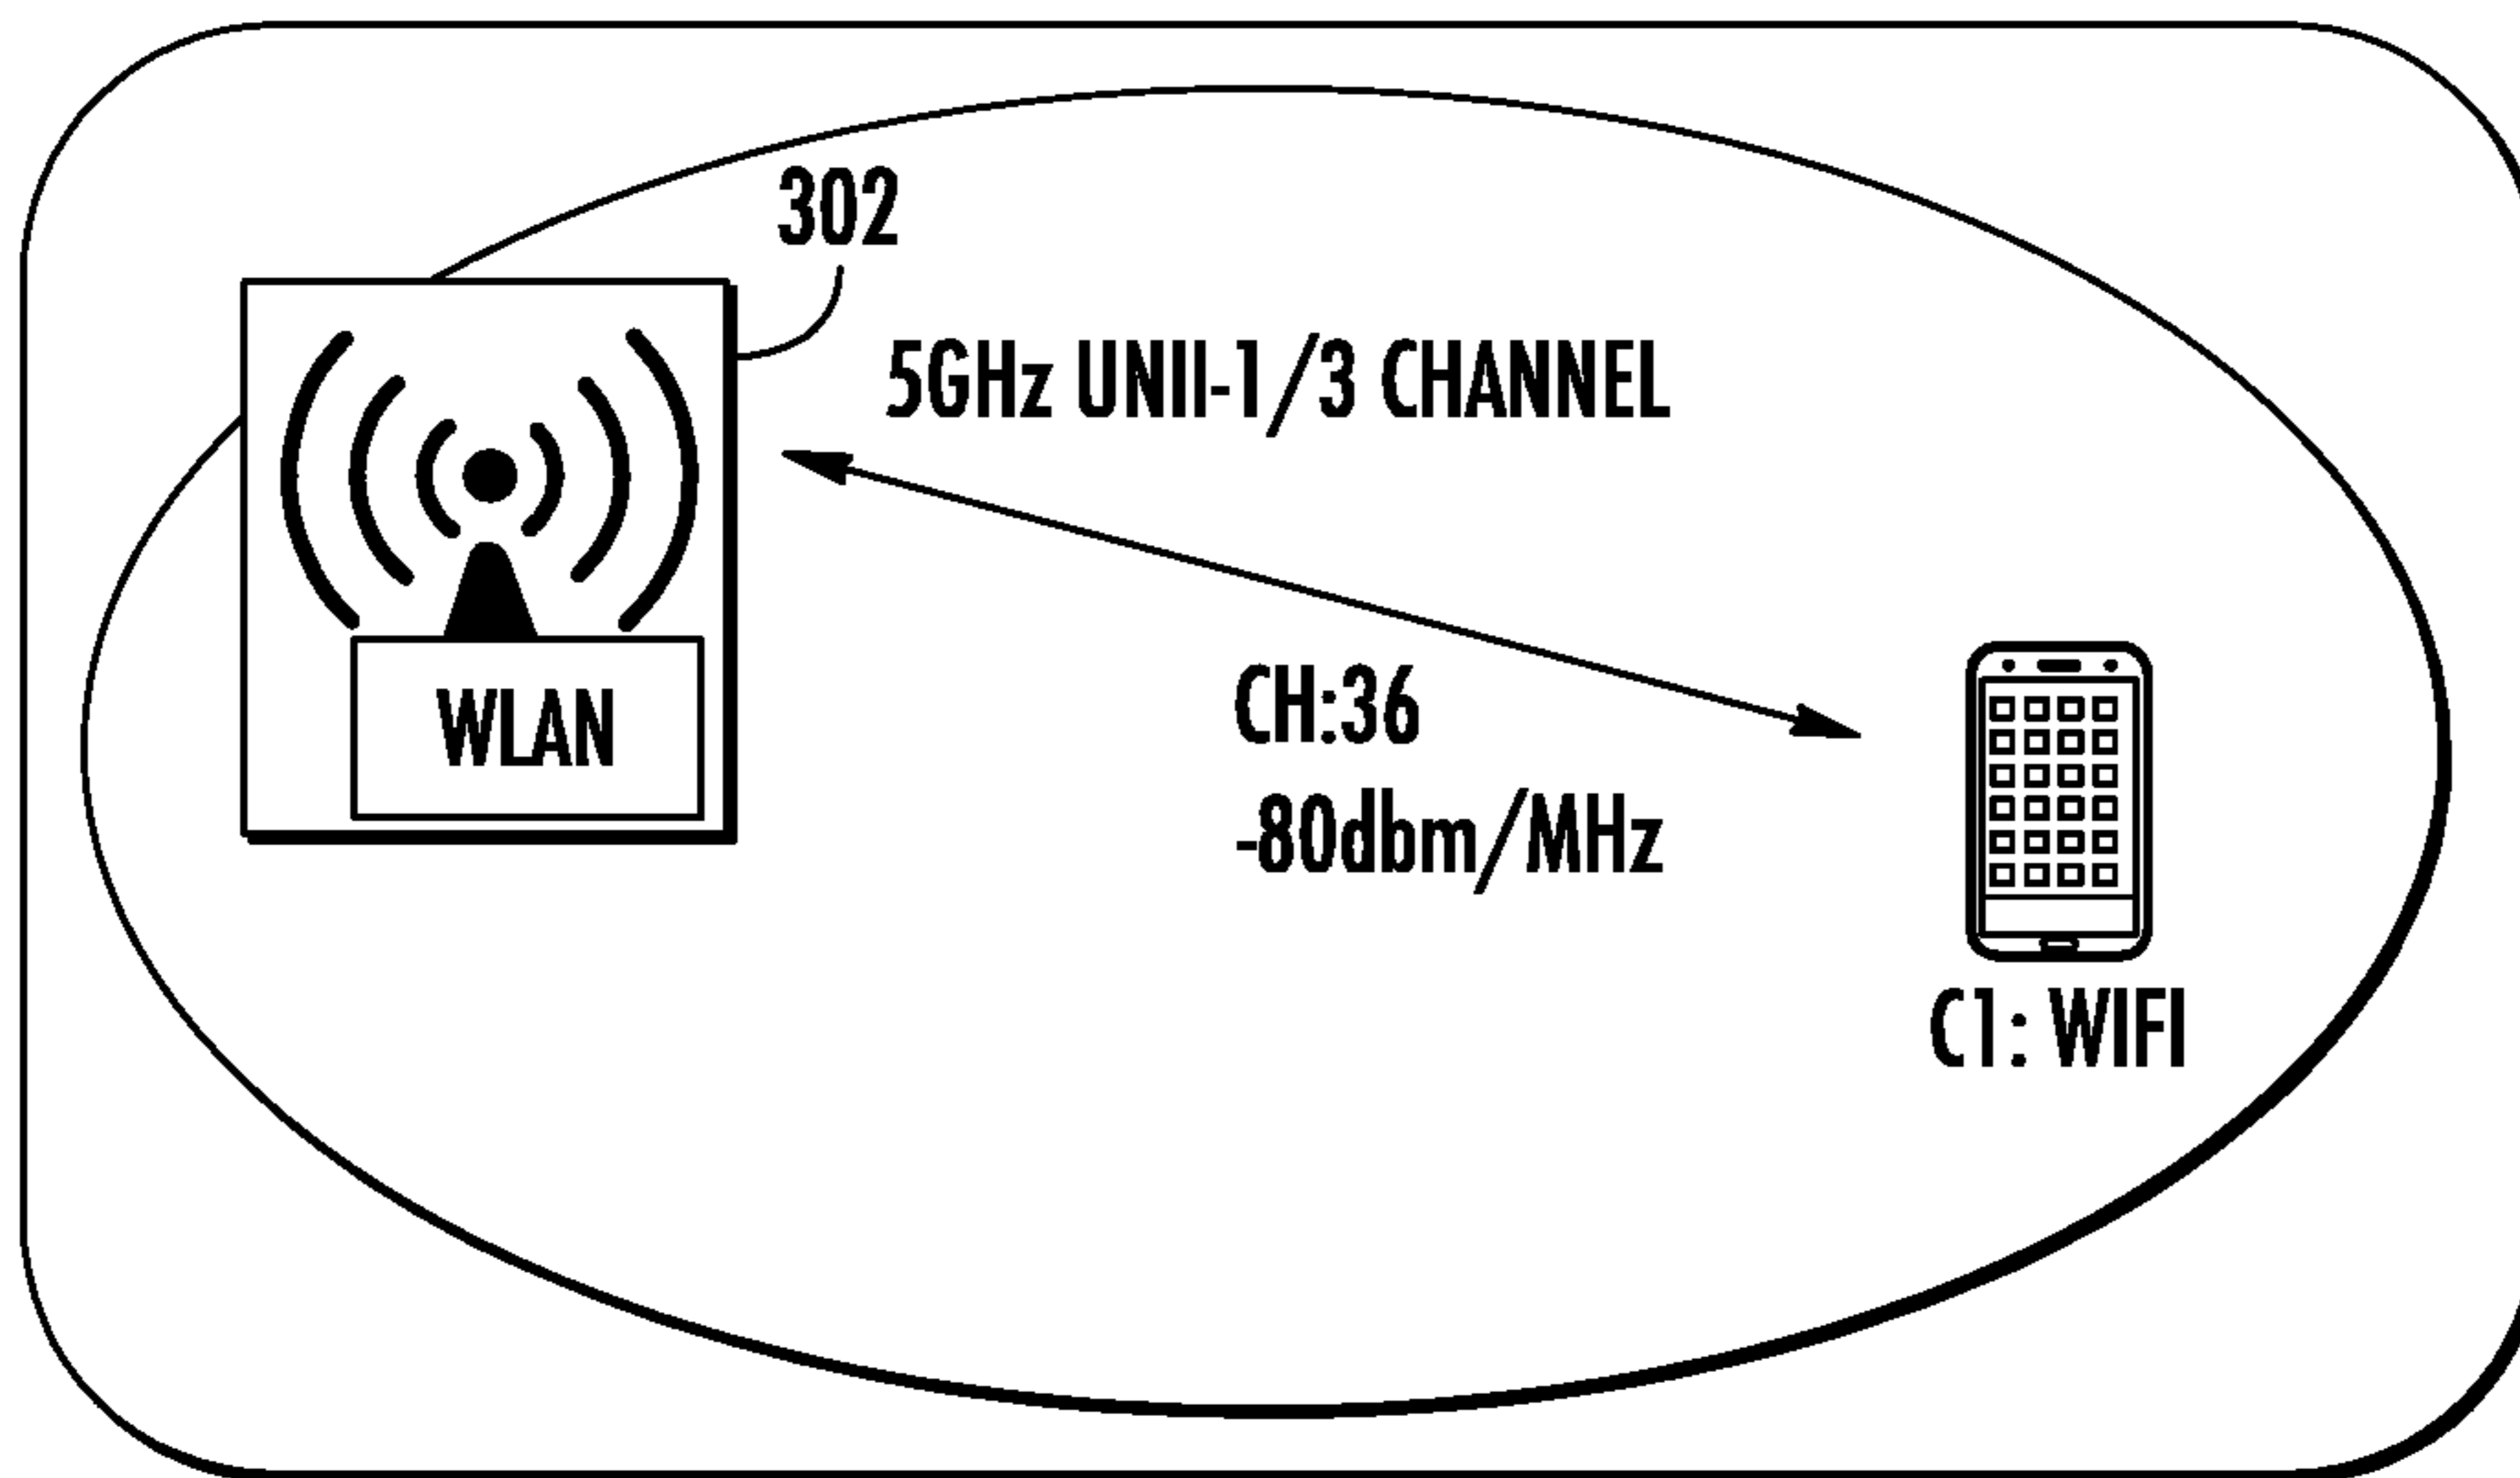 302
5GHz UNII-1/3 CHANNEL
WLAN
CH:36
-80dbm/MHz
C1: WIFI